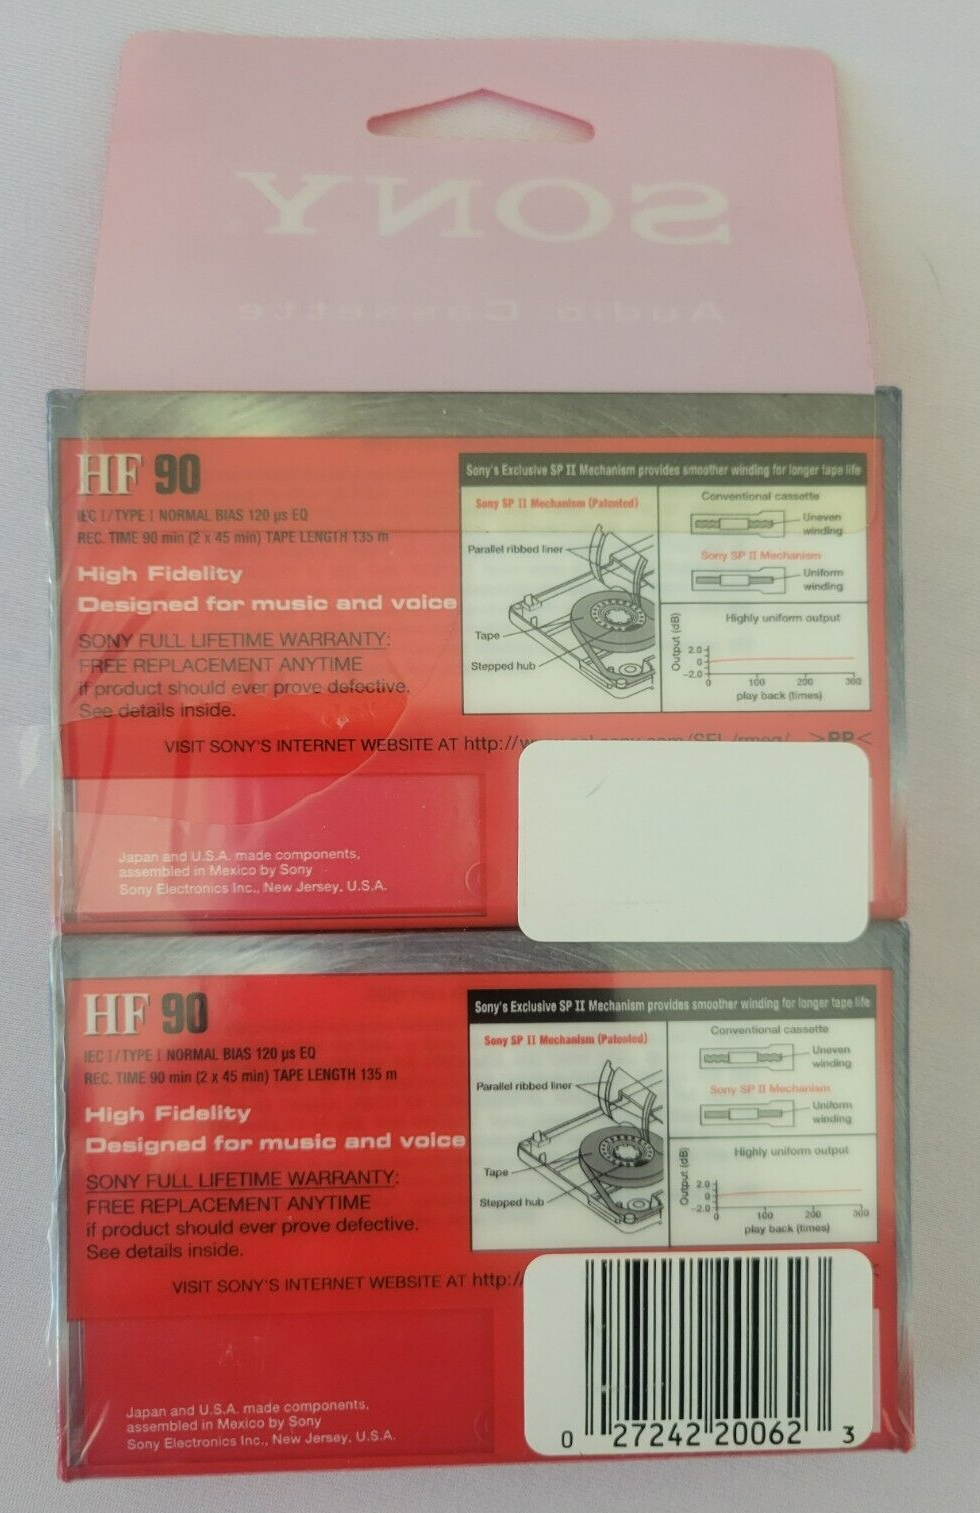 SONY
Audio Cassette
HF 90
IEC I/TYPE I NORMAL BIAS 120 µs EQ
REC. TIME 90 min (2 x 45 min) TAPE LENGTH 135 m
High Fidelity
Designed for music and voice
SONY FULL LIFETIME WARRANTY:
FREE REPLACEMENT ANYTIME
if product should ever prove defective.
See details inside.
Sony's Exclusive SP II Mechanism provides smoother winding for longer tape life
Sony SP II Mechanism (Patented)
Parallel ribbed liner
Tape
Stepped hub
Conventional cassette
Uneven
winding
Sony SP II Mechanism
Uniform
winding
Highly uniform output
Output (dB)
2.0
0
-2.0
0 100 200 300
play back (times)
VISIT SONY'S INTERNET WEBSITE AT http://w
>PP<
Japan and U.S.A. made components,
assembled in Mexico by Sony
Sony Electronics Inc., New Jersey, U.S.A.
HF 90
IEC I/TYPE I NORMAL BIAS 120 µs EQ
REC. TIME 90 min (2 x 45 min) TAPE LENGTH 135 m
High Fidelity
Designed for music and voice
SONY FULL LIFETIME WARRANTY:
FREE REPLACEMENT ANYTIME
if product should ever prove defective.
See details inside.
Sony's Exclusive SP II Mechanism provides smoother winding for longer tape life
Sony SP II Mechanism (Patented)
Parallel ribbed liner
Tape
Stepped hub
Conventional cassette
Uneven
winding
Sony SP II Mechanism
Uniform
winding
Highly uniform output
Output (dB)
2.0
0
-2.0
0 100 200 300
play back (times)
VISIT SONY'S INTERNET WEBSITE AT http:/
Japan and U.S.A. made components,
assembled in Mexico by Sony
Sony Electronics Inc., New Jersey, U.S.A.
0 27242 20062 3